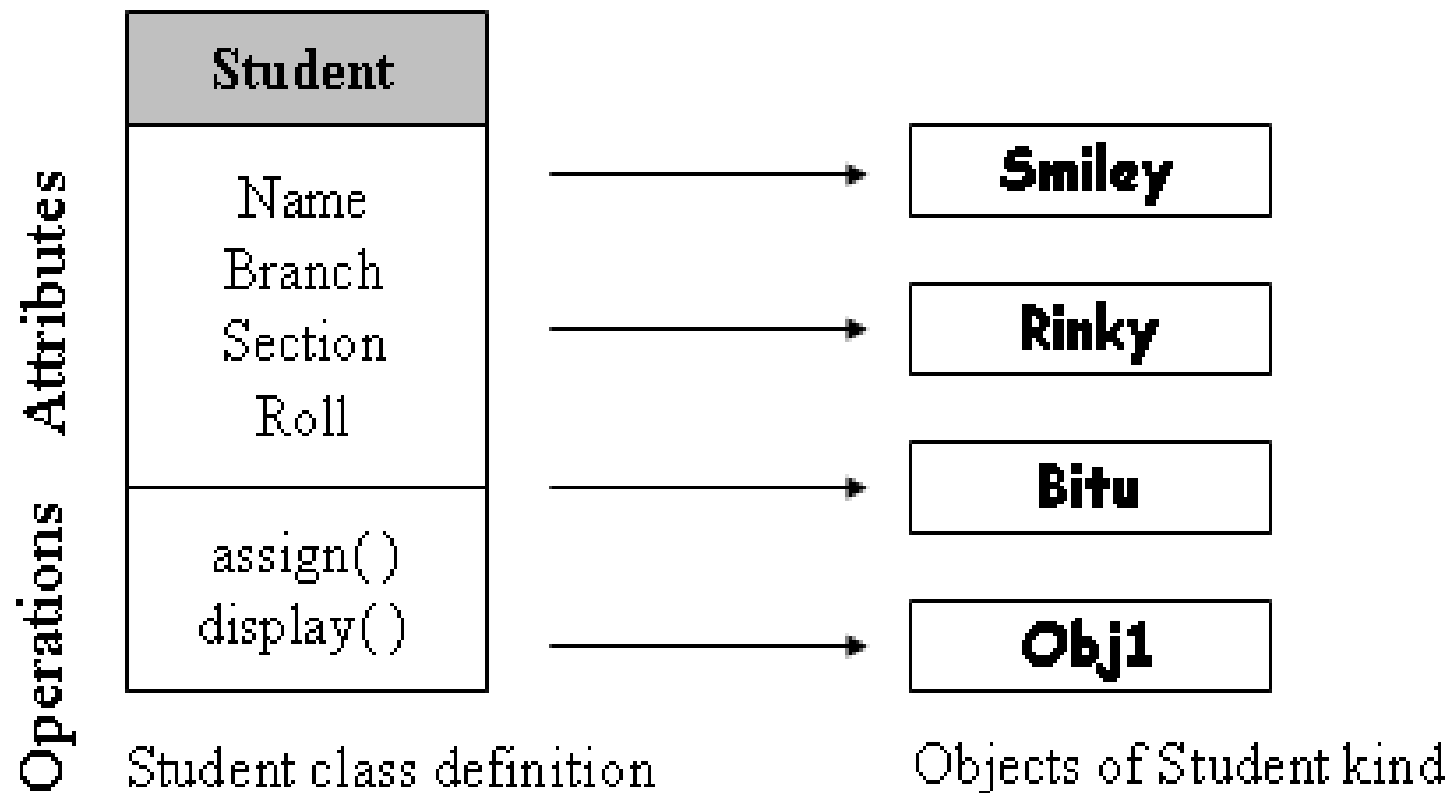 Student
Attributes
Name
Branch
Section
Roll
Operations
assign( )
display( )
Smiley
Rinky
Bitu
Obj1
Student class definition
Objects of Student kind